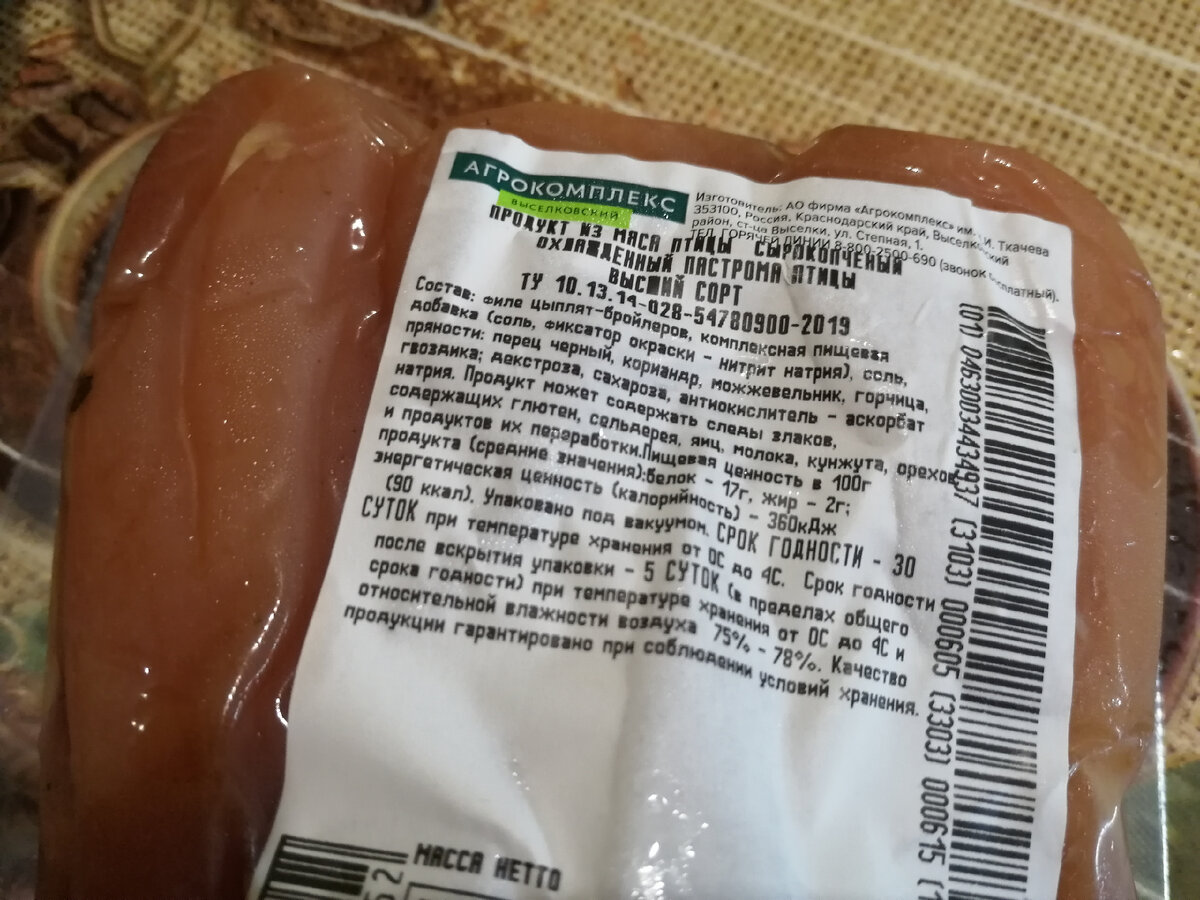 АГРОКОМПЛЕКС
ВЫСЕЛКОВСКИЙ
Изготовитель: АО фирма «Агрокомплекс» им. И. Ткачева
353100, Россия, Краснодарский край, Выселковский
район, ст-ца Выселки, ул. Степная, 1.
ТЕЛ. ГОРЯЧЕЙ ЛИНИИ 8-800-2500-690 (звонок бесплатный).
ПРОДУКТ ИЗ МЯСА ПТИЦЫ СЫРОКОПЧЕНЫЙ
ОХЛАЖДЕННЫЙ ПАСТРОМА ПТИЦЫ
ВЫСШИЙ СОРТ
ТУ 10.13.14-028-54780900-2019
Состав: филе цыплят-бройлеров, комплексная пищевая
добавка (соль, фиксатор окраски – нитрит натрия), соль,
пряности: перец черный, кориандр, можжевельник, горчица,
гвоздика; декстроза, сахароза, антиокислитель – аскорбат
натрия. Продукт может содержать следы злаков,
содержащих глютен, сельдерея, яиц, молока, кунжута, орехов
и продуктов их переработки.Пищевая ценность в 100г
продукта (средние значения):белок – 17г, жир – 2г;
энергетическая ценность (калорийность) – 360кДж
(90 ккал). Упаковано под вакуумом. СРОК ГОДНОСТИ – 30
СУТОК при температуре хранения от 0С до 4С. Срок годности
после вскрытия упаковки – 5 СУТОК (в пределах общего
срока годности) при температуре хранения от 0С до 4С и
относительной влажности воздуха 75% - 78%. Качество
продукции гарантировано при соблюдении условий хранения.
(01) 04630034434937 (3103) 000605 (3303) 000615 (1
МАССА НЕТТО